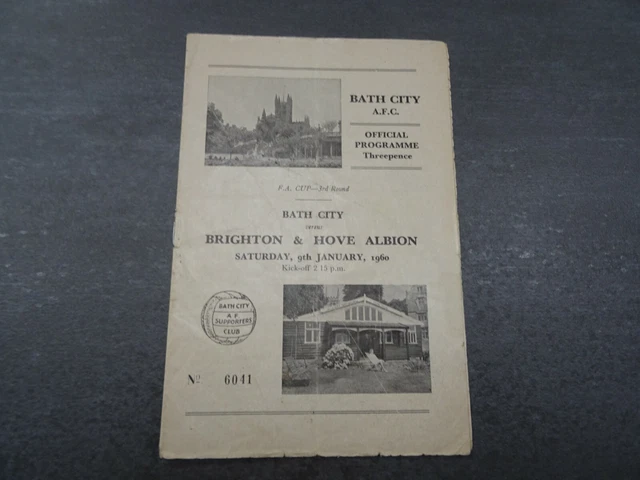 BATH CITY
A.F.C.
OFFICIAL
PROGRAMME
Threepence
F.A. CUP—3rd Round
BATH CITY
versus
BRIGHTON & HOVE ALBION
SATURDAY, 9th JANUARY, 1960
Kick-off 2 15 p.m.
BATH CITY
A.F.
SUPPORTERS
CLUB
No 6041